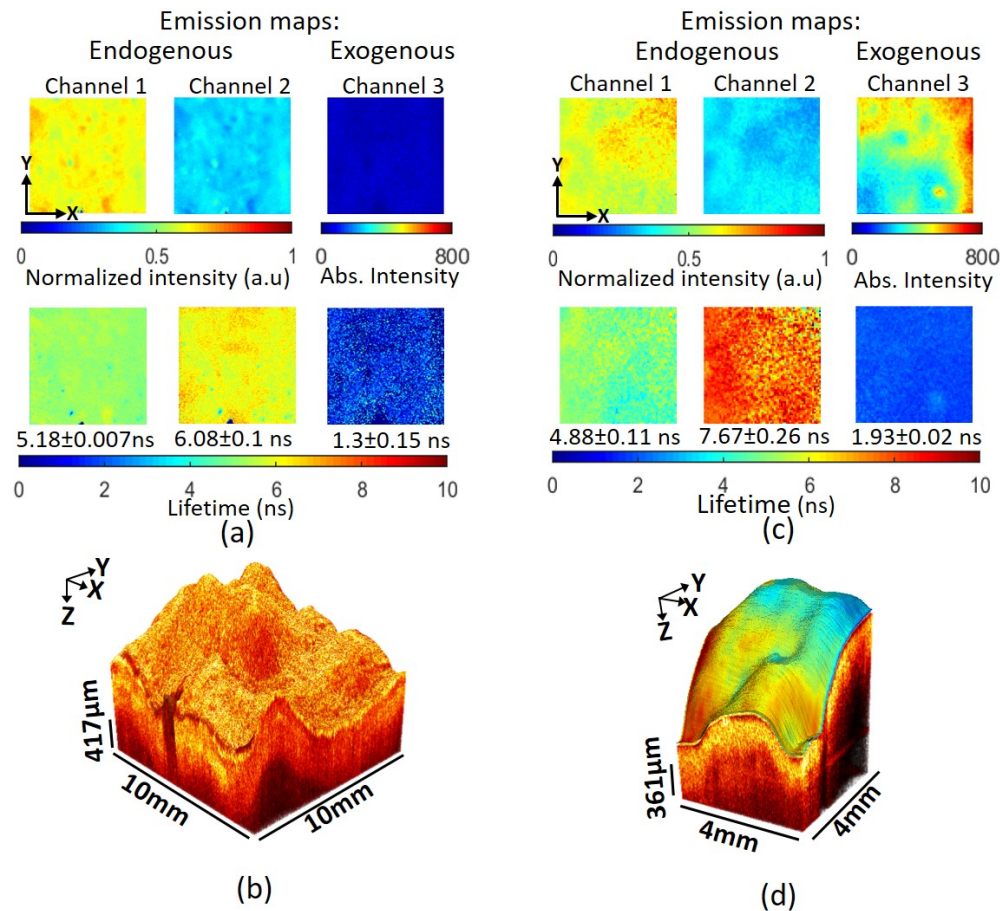 Emission maps:
Endogenous Exogenous
Channel 1 Channel 2 Channel 3
Y
X
0 0.5 1 0 800
Normalized intensity (a.u) Abs. Intensity
5.18±0.007ns 6.08±0.1 ns 1.3±0.15 ns
0 2 4 6 8 10
Lifetime (ns)
(a)
Emission maps:
Endogenous Exogenous
Channel 1 Channel 2 Channel 3
Y
X
0 0.5 1 0 800
Normalized intensity (a.u) Abs. Intensity
4.88±0.11 ns 7.67±0.26 ns 1.93±0.02 ns
0 2 4 6 8 10
Lifetime (ns)
(c)
Y
X
Z
417µm
10mm 10mm
(b)
Y
X
Z
361µm
4mm 4mm
(d)